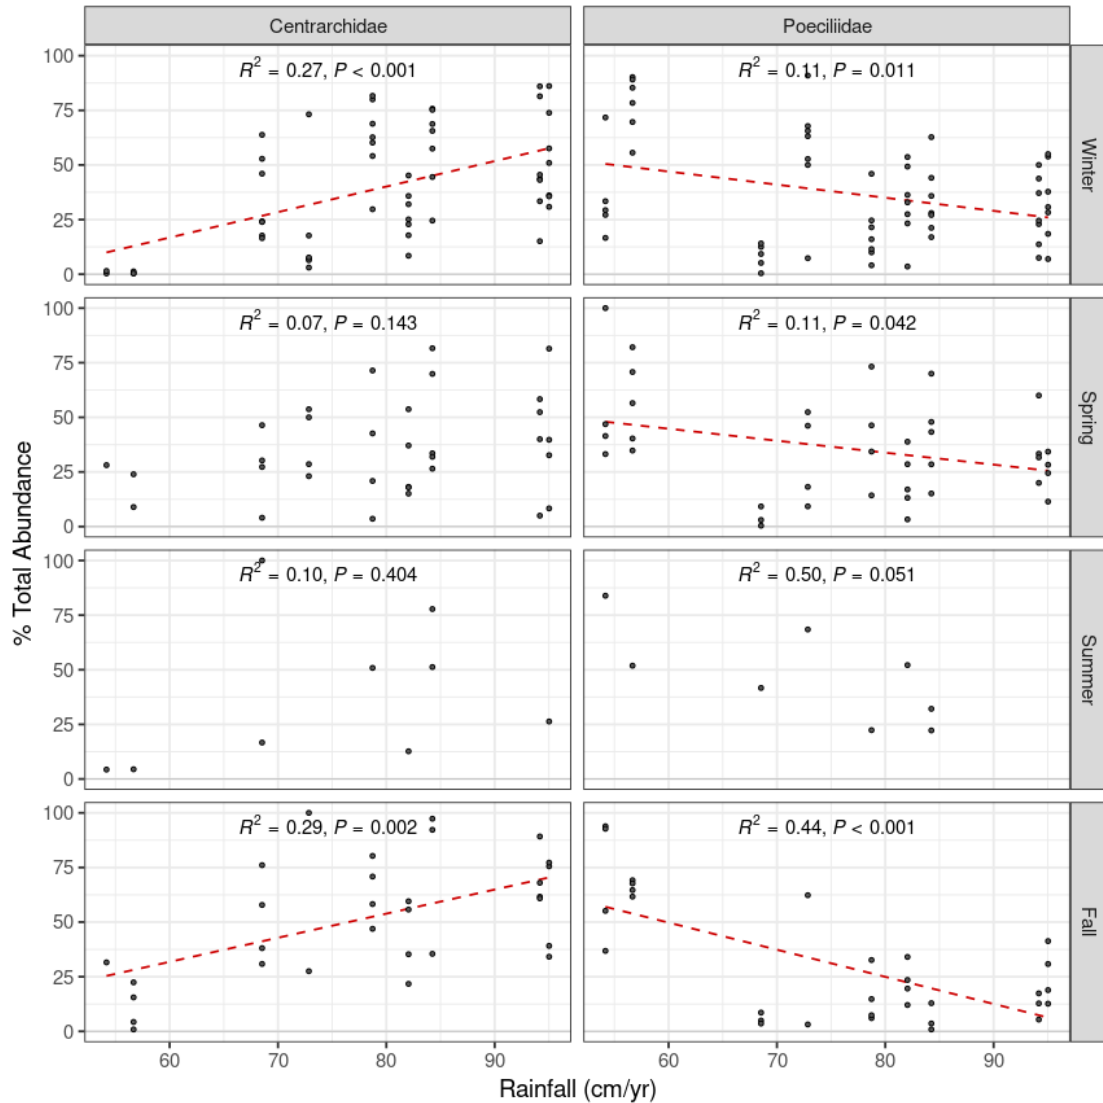 Centrarchidae
Poeciliidae
% Total Abundance
100
75
50
25
0
R² = 0.27, P < 0.001
R² = 0.11, P = 0.011
Winter
100
75
50
25
0
R² = 0.07, P = 0.143
R² = 0.11, P = 0.042
Spring
100
75
50
25
0
R² = 0.10, P = 0.404
R² = 0.50, P = 0.051
Summer
100
75
50
25
0
R² = 0.29, P = 0.002
R² = 0.44, P < 0.001
Fall
60 70 80 90
60 70 80 90
Rainfall (cm/yr)